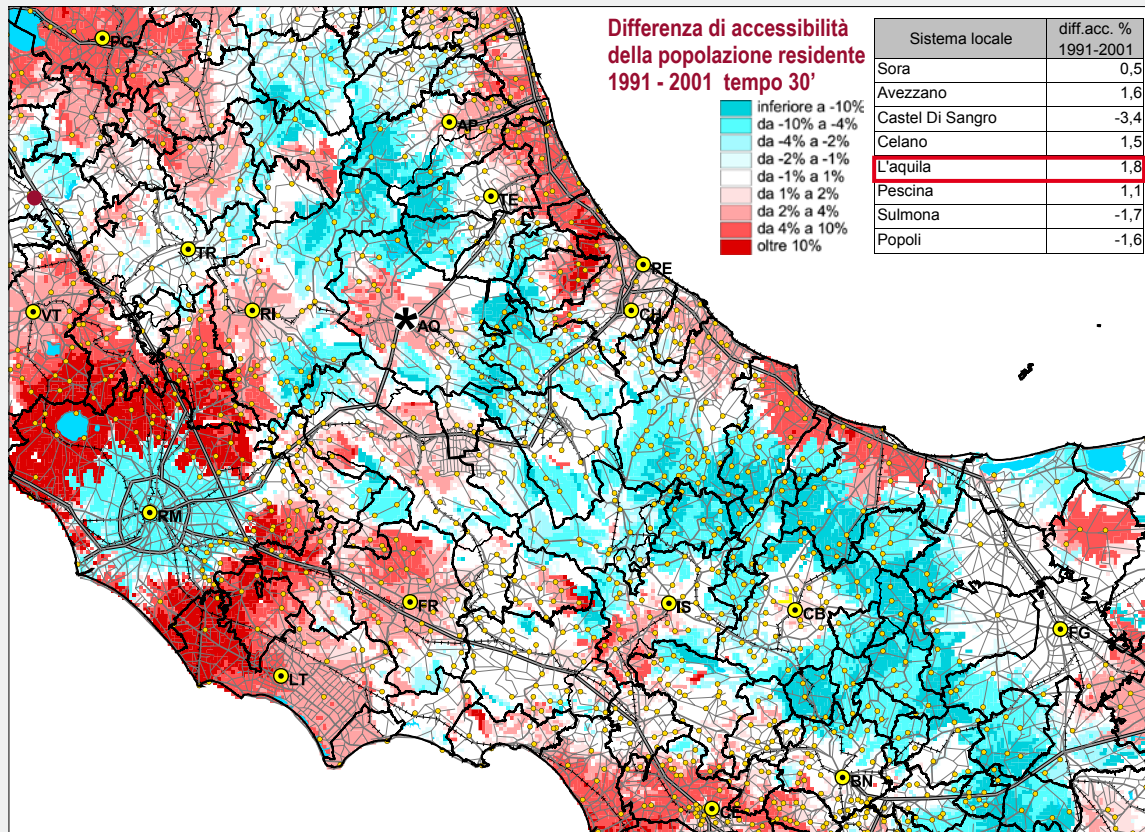 Differenza di accessibilità
della popolazione residente
1991 - 2001 tempo 30'
inferiore a -10%
da -10% a -4%
da -4% a -2%
da -2% a -1%
da -1% a 1%
da 1% a 2%
da 2% a 4%
da 4% a 10%
oltre 10%
Sistema locale diff.acc. % 1991-2001
Sora 0,5
Avezzano 1,6
Castel Di Sangro -3,4
Celano 1,5
L'aquila 1,8
Pescina 1,1
Sulmona -1,7
Popoli -1,6
PG
AP
TE
TR
PE
VT
RI
AQ
CH
RM
FR
IS
CB
FG
LT
BN
CE